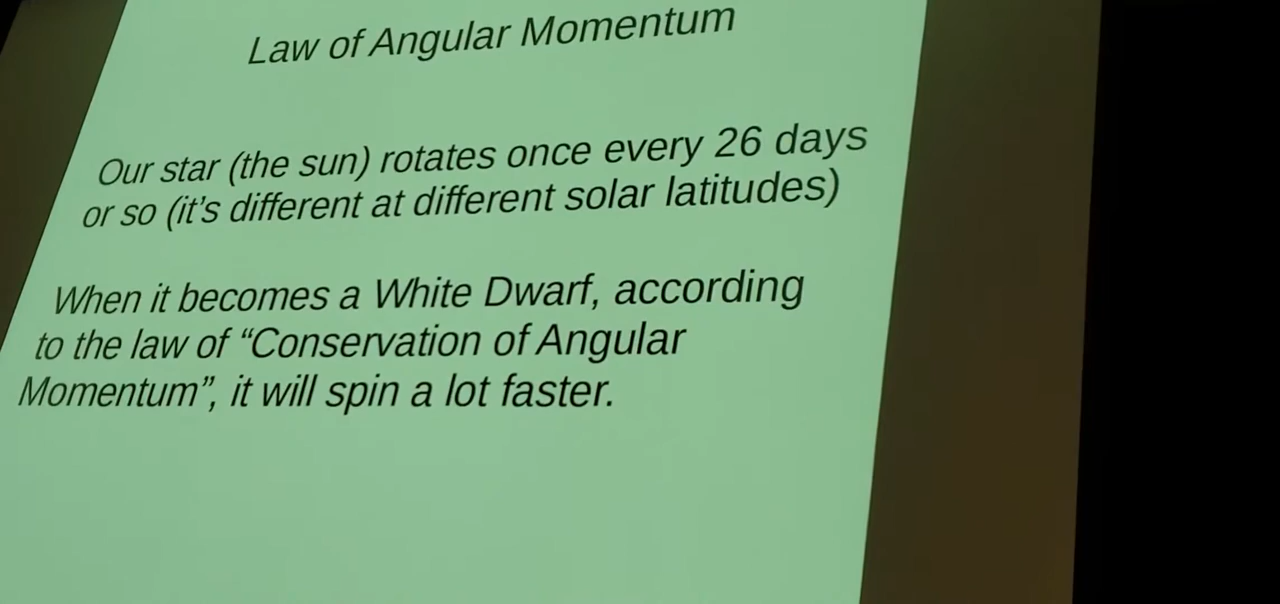 Law of Angular Momentum
Our star (the sun) rotates once every 26 days
or so (it's different at different solar latitudes)
When it becomes a White Dwarf, according
to the law of “Conservation of Angular
Momentum”, it will spin a lot faster.